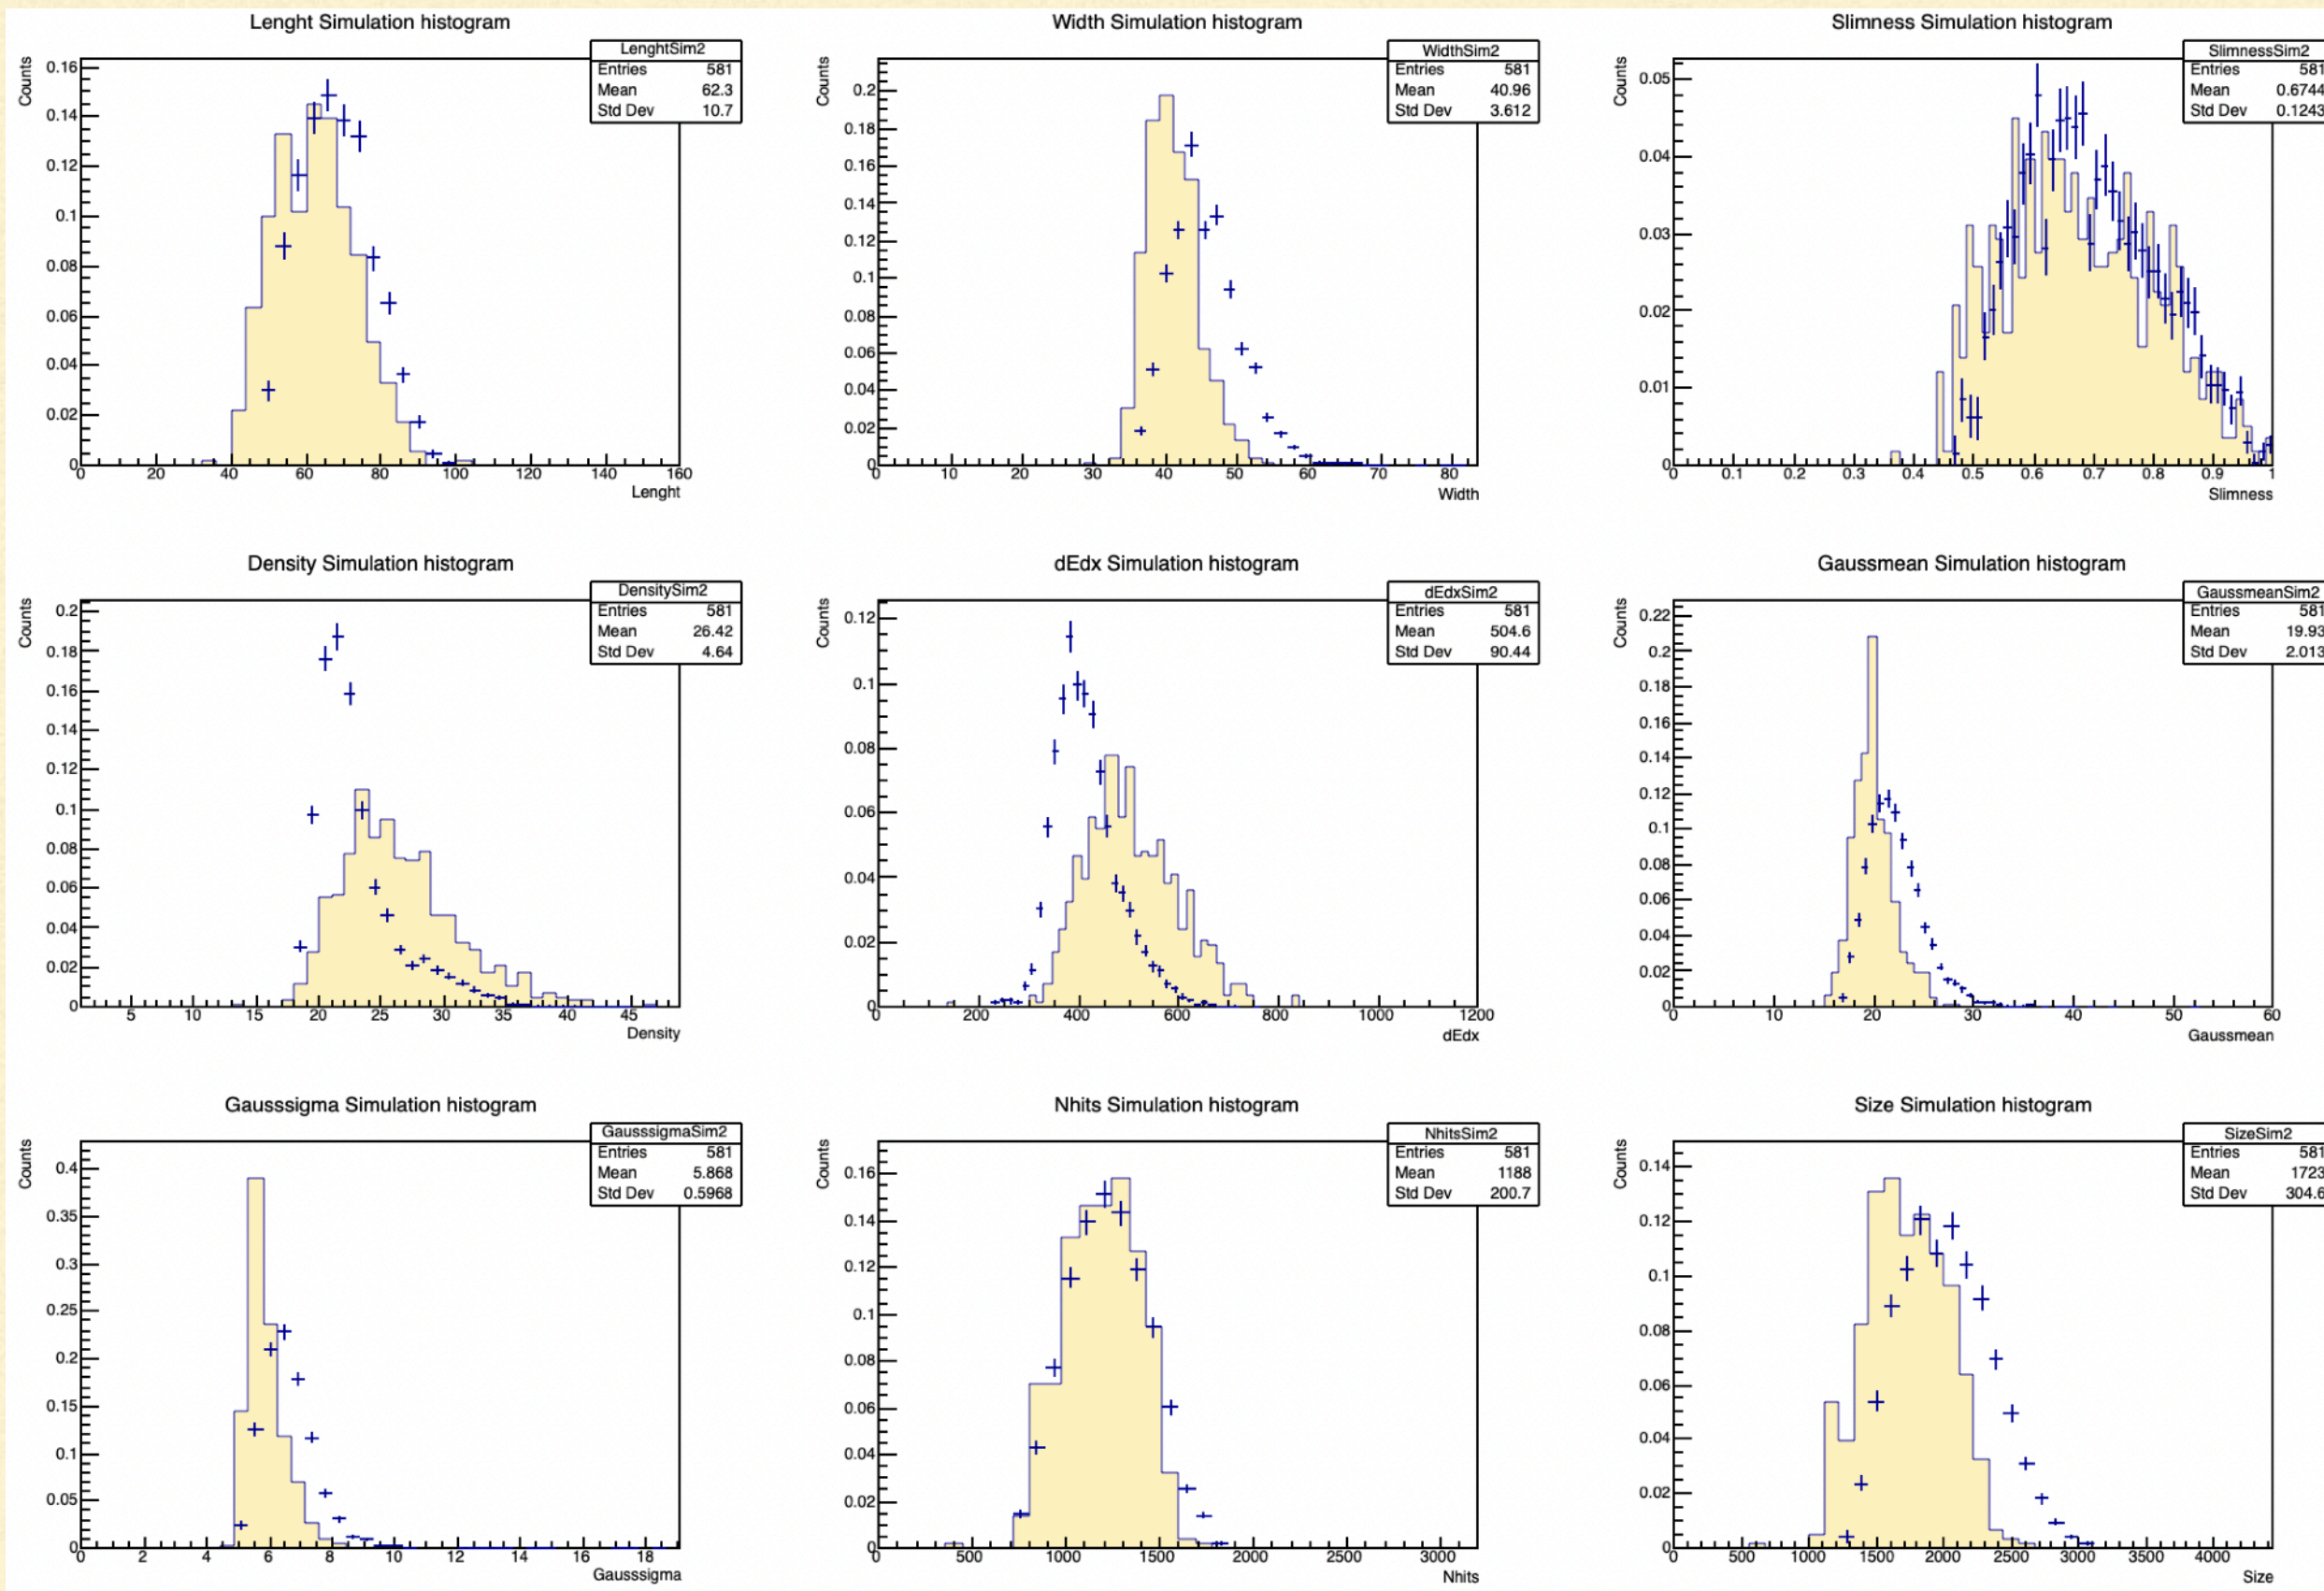 Lenght Simulation histogram
Counts
LenghtSim2
Entries 581
Mean 62.3
Std Dev 10.7
0.16
0.14
0.12
0.1
0.08
0.06
0.04
0.02
0
0 20 40 60 80 100 120 140 160
Lenght
Width Simulation histogram
Counts
WidthSim2
Entries 581
Mean 40.96
Std Dev 3.612
0.2
0.18
0.16
0.14
0.12
0.1
0.08
0.06
0.04
0.02
0
0 10 20 30 40 50 60 70 80
Width
Slimness Simulation histogram
Counts
SlimnessSim2
Entries 581
Mean 0.6744
Std Dev 0.1243
0.05
0.04
0.03
0.02
0.01
0
0 0.1 0.2 0.3 0.4 0.5 0.6 0.7 0.8 0.9 1
Slimness
Density Simulation histogram
Counts
DensitySim2
Entries 581
Mean 26.42
Std Dev 4.64
0.2
0.18
0.16
0.14
0.12
0.1
0.08
0.06
0.04
0.02
0
5 10 15 20 25 30 35 40 45
Density
dEdx Simulation histogram
Counts
dEdxSim2
Entries 581
Mean 504.6
Std Dev 90.44
0.12
0.1
0.08
0.06
0.04
0.02
0
0 200 400 600 800 1000 1200
dEdx
Gaussmean Simulation histogram
Counts
GaussmeanSim2
Entries 581
Mean 19.93
Std Dev 2.013
0.22
0.2
0.18
0.16
0.14
0.12
0.1
0.08
0.06
0.04
0.02
0
0 10 20 30 40 50 60
Gaussmean
Gausssigma Simulation histogram
Counts
GausssigmaSim2
Entries 581
Mean 5.868
Std Dev 0.5968
0.4
0.35
0.3
0.25
0.2
0.15
0.1
0.05
0
0 2 4 6 8 10 12 14 16 18
Gausssigma
Nhits Simulation histogram
Counts
NhitsSim2
Entries 581
Mean 1188
Std Dev 200.7
0.16
0.14
0.12
0.1
0.08
0.06
0.04
0.02
0
0 500 1000 1500 2000 2500 3000
Nhits
Size Simulation histogram
Counts
SizeSim2
Entries 581
Mean 1723
Std Dev 304.6
0.14
0.12
0.1
0.08
0.06
0.04
0.02
0
0 500 1000 1500 2000 2500 3000 3500 4000
Size